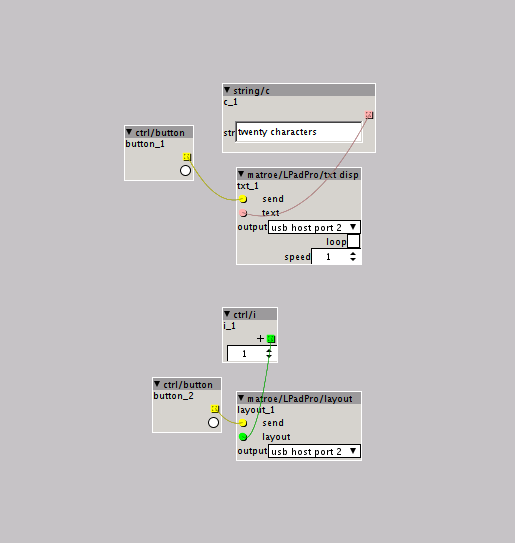 string/c
c_1
str twenty characters
ctrl/button
button_1
matroe/LPadPro/txt disp
txt_1
send
text
output usb host port 2
loop
speed 1
ctrl/i
i_1
+
1
ctrl/button
button_2
matroe/LPadPro/layout
layout_1
send
layout
output usb host port 2